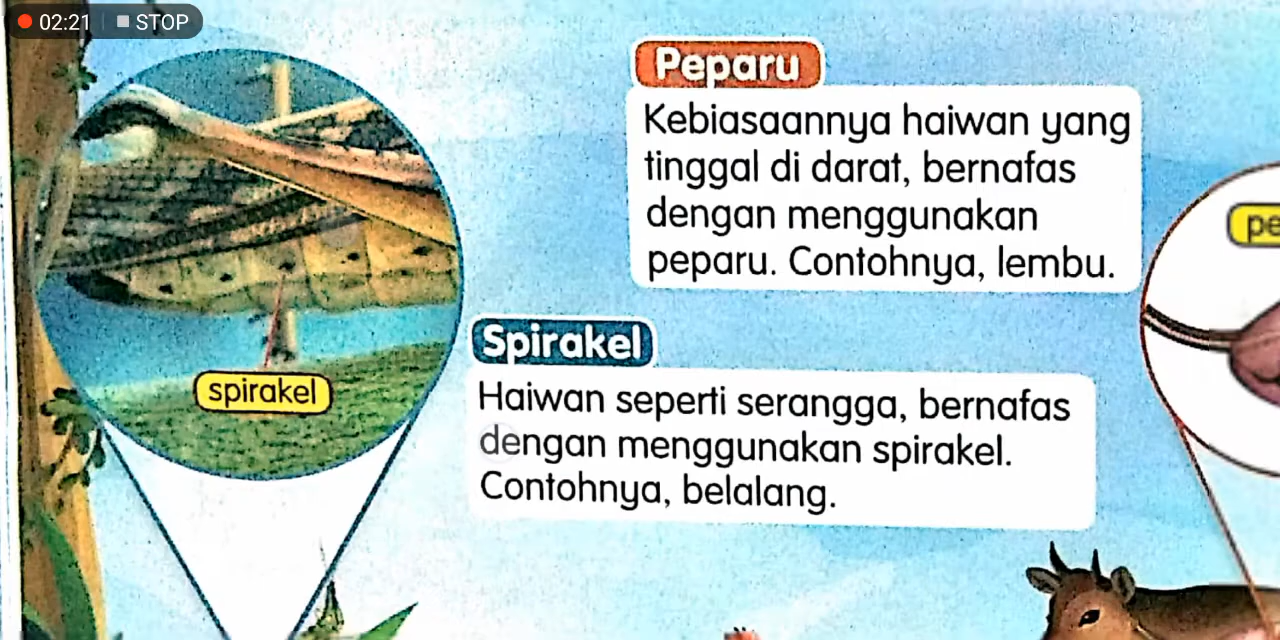 02:21 STOP
Peparu
Kebiasaannya haiwan yang
tinggal di darat, bernafas
dengan menggunakan
peparu. Contohnya, lembu.
pe
Spirakel
Haiwan seperti serangga, bernafas
dengan menggunakan spirakel.
Contohnya, belalang.
spirakel